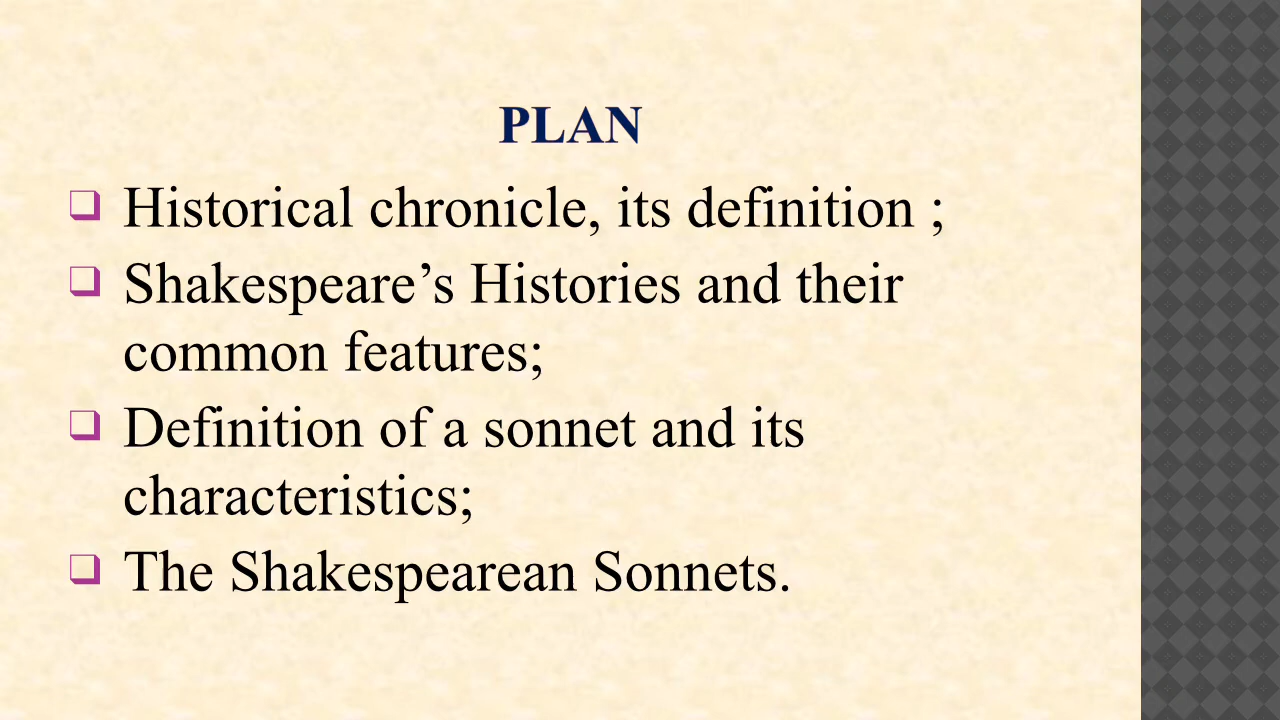 PLAN
Historical chronicle, its definition ;
Shakespeare’s Histories and their
common features;
Definition of a sonnet and its
characteristics;
The Shakespearean Sonnets.